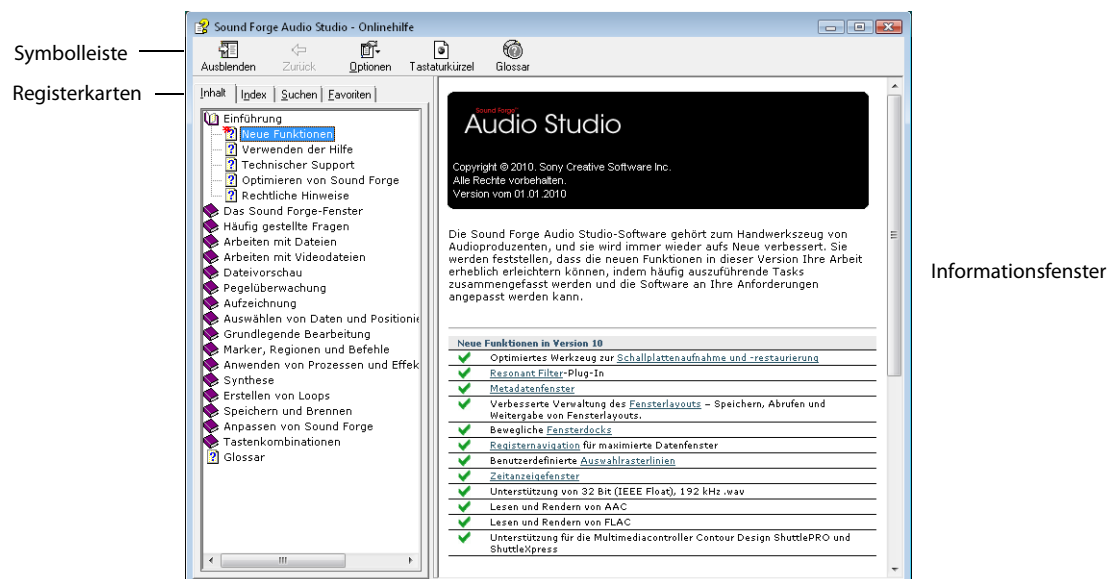 Sound Forge Audio Studio - Onlinehilfe
Symbolleiste
Ausblenden Zurück Optionen Tastaturkürzel Glossar
Registerkarten
Inhalt Index Suchen Favoriten
Einführung
Neue Funktionen
Verwenden der Hilfe
Technischer Support
Optimieren von Sound Forge
Rechtliche Hinweise
Das Sound Forge-Fenster
Häufig gestellte Fragen
Arbeiten mit Dateien
Arbeiten mit Videodateien
Dateivorschau
Pegelüberwachung
Aufzeichnung
Auswählen von Daten und Positionie
Grundlegende Bearbeitung
Marker, Regionen und Befehle
Anwenden von Prozessen und Effek
Synthese
Erstellen von Loops
Speichern und Brennen
Anpassen von Sound Forge
Tastenkombinationen
Glossar
Sound Forge™
Audio Studio
Copyright © 2010. Sony Creative Software Inc.
Alle Rechte vorbehalten.
Version vom 01.01.2010
Die Sound Forge Audio Studio-Software gehört zum Handwerkszeug von
Audioproduzenten, und sie wird immer wieder aufs Neue verbessert. Sie
werden feststellen, dass die neuen Funktionen in dieser Version Ihre Arbeit
erheblich erleichtern können, indem häufig auszuführende Tasks
zusammengefasst werden und die Software an Ihre Anforderungen
angepasst werden kann.
Neue Funktionen in Version 10
Optimiertes Werkzeug zur Schallplattenaufnahme und -restaurierung
Resonant Filter-Plug-In
Metadatenfenster
Verbesserte Verwaltung des Fensterlayouts – Speichern, Abrufen und
Weitergabe von Fensterlayouts.
Bewegliche Fensterdocks
Registernavigation für maximierte Datenfenster
Benutzerdefinierte Auswahlrasterlinien
Zeitanzeigefenster
Unterstützung von 32 Bit (IEEE Float), 192 kHz .wav
Lesen und Rendern von AAC
Lesen und Rendern von FLAC
Unterstützung für die Multimediacontroller Contour Design ShuttlePRO und
ShuttleXpress
Informationsfenster